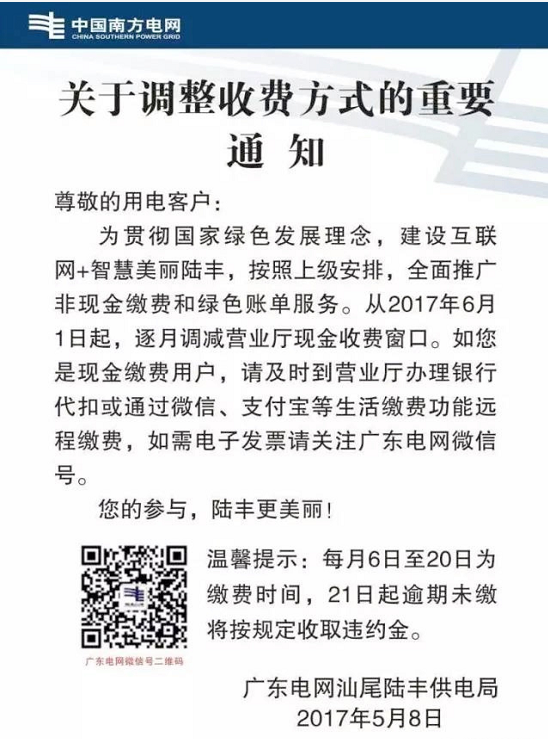 中国南方电网
CHINA SOUTHERN POWER GRID
关于调整收费方式的重要
通 知
尊敬的用电客户：
为贯彻国家绿色发展理念，建设互联
网+智慧美丽陆丰，按照上级安排，全面推广
非现金缴费和绿色账单服务。从2017年6月
1日起，逐月调减营业厅现金收费窗口。如您
是现金缴费用户，请及时到营业厅办理银行
代扣或通过微信、支付宝等生活缴费功能远
程缴费，如需电子发票请关注广东电网微信
号。
您的参与，陆丰更美丽！
温馨提示：每月6日至20日为
缴费时间，21日起逾期未缴
将按规定收取违约金。
广东电网微信号二维码
广东电网汕尾陆丰供电局
2017年5月8日